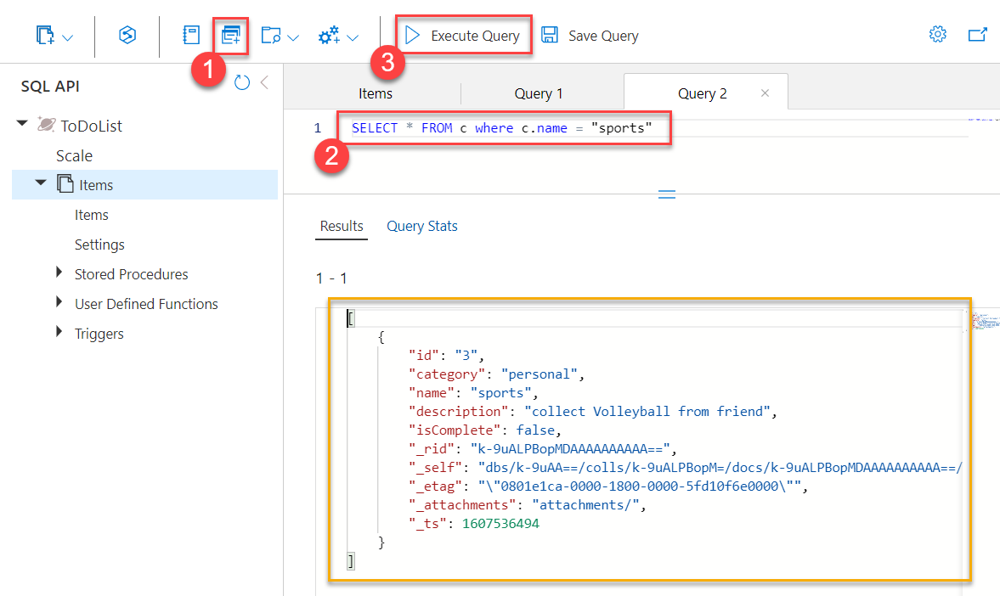 1
3
Execute Query
Save Query
SQL API
Items
Query 1
Query 2
ToDoList
Scale
Items
Items
Settings
Stored Procedures
User Defined Functions
Triggers
1
SELECT * FROM c where c.name = "sports"
2
Results
Query Stats
1 - 1
[
{
"id": "3",
"category": "personal",
"name": "sports",
"description": "collect Volleyball from friend",
"isComplete": false,
"_rid": "k-9uALPBopMDAAAAAAAAAA==",
"_self": "dbs/k-9uAA==/colls/k-9uALPBopM=/docs/k-9uALPBopMDAAAAAAAAAA==/
"_etag": "\"0801e1ca-0000-1800-0000-5fd10f6e0000\"",
"_attachments": "attachments/",
"_ts": 1607536494
}
]